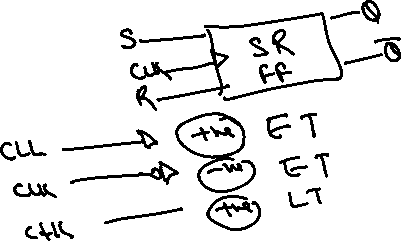 S
CLK
R
SR
FF
Q
Q̅
CLK +ve ET
CLK -ve ET
CLK +ve LT